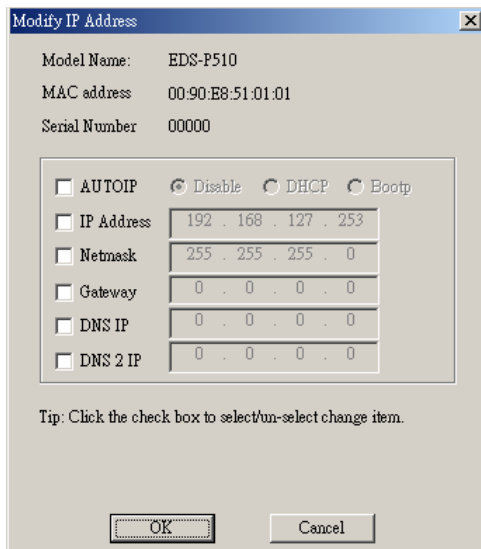 Modify IP Address
Model Name: EDS-P510
MAC address 00:90:E8:51:01:01
Serial Number 00000
AUTOIP Disable DHCP Bootp
IP Address 192 . 168 . 127 . 253
Netmask 255 . 255 . 255 . 0
Gateway 0 . 0 . 0 . 0
DNS IP 0 . 0 . 0 . 0
DNS 2 IP 0 . 0 . 0 . 0
Tip: Click the check box to select/un-select change item.
OK Cancel